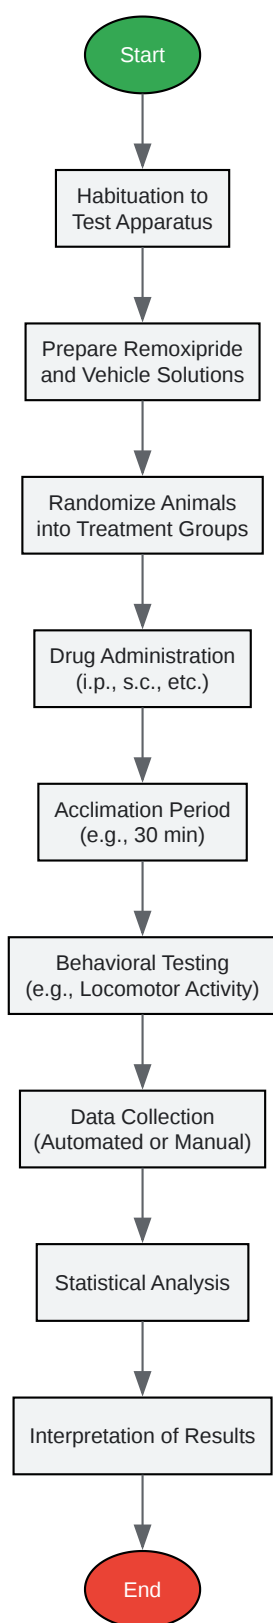 Start
Habituation to
Test Apparatus
Prepare Remoxipride
and Vehicle Solutions
Randomize Animals
into Treatment Groups
Drug Administration
(i.p., s.c., etc.)
Acclimation Period
(e.g., 30 min)
Behavioral Testing
(e.g., Locomotor Activity)
Data Collection
(Automated or Manual)
Statistical Analysis
Interpretation of Results
End